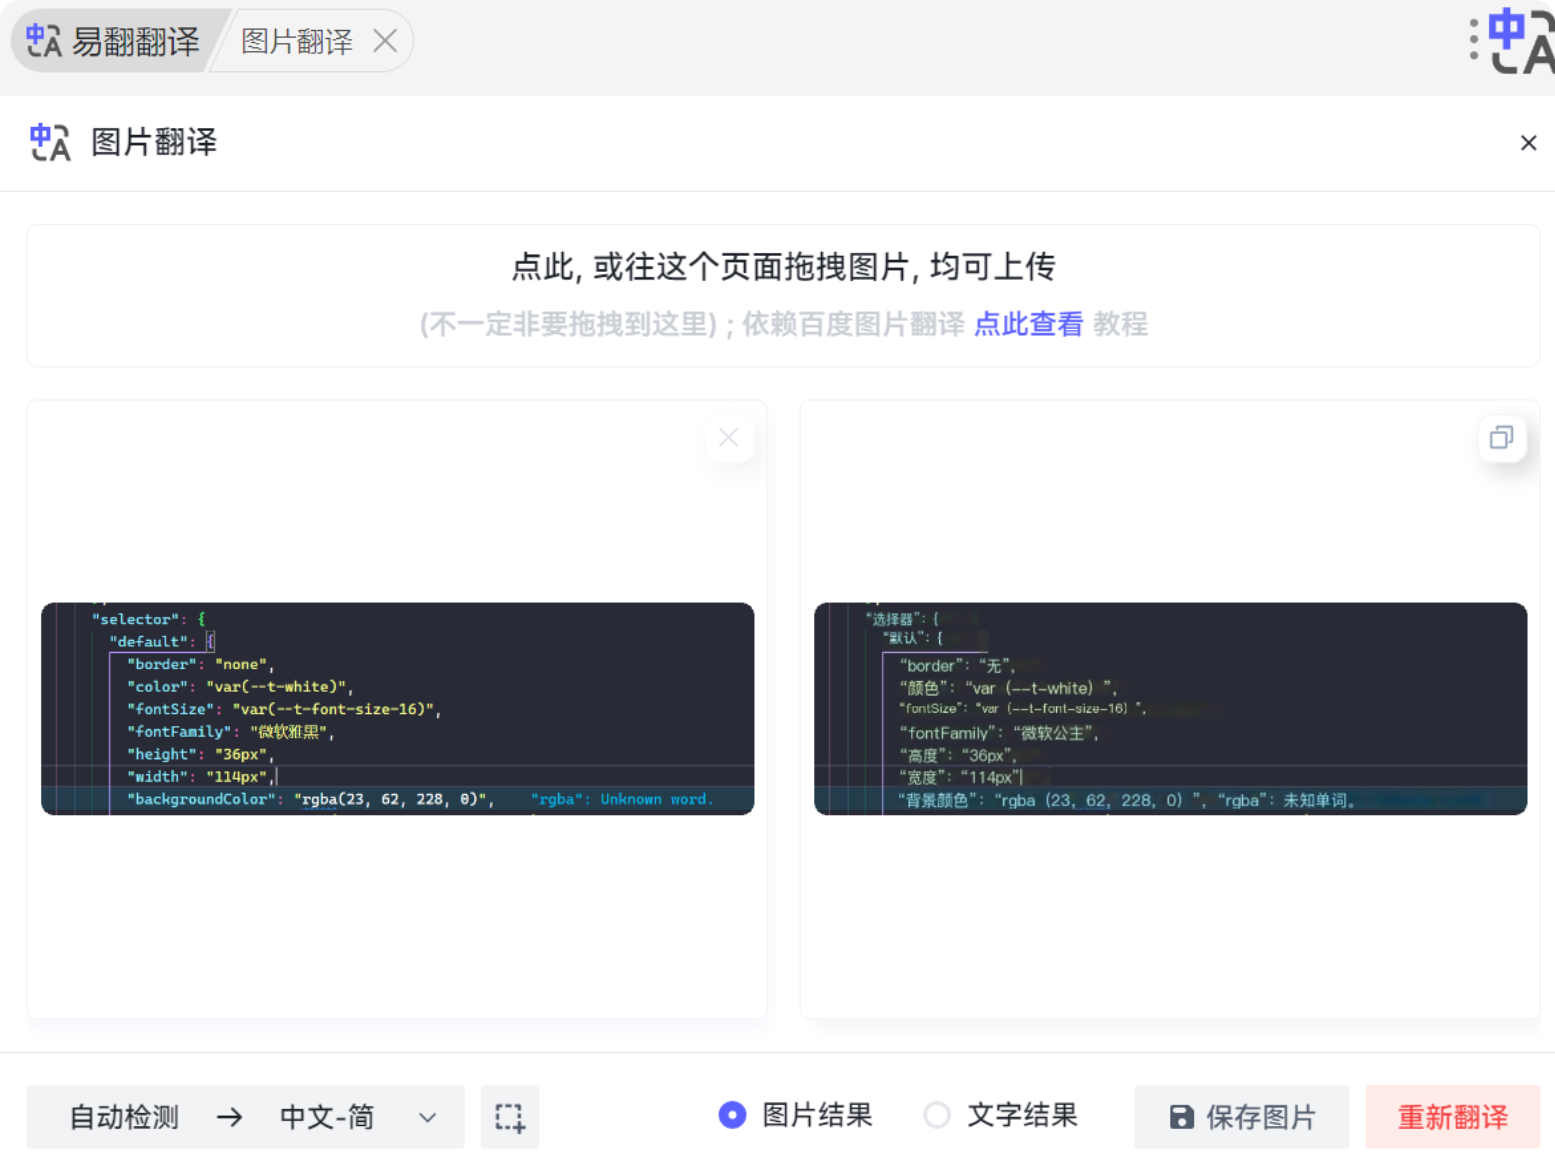 易翻翻译
图片翻译
图片翻译
点此, 或往这个页面拖拽图片, 均可上传
(不一定非要拖拽到这里) ; 依赖百度图片翻译 点此查看 教程
"selector": {
"default": {
"border": "none",
"color": "var(--t-white)",
"fontSize": "var(--t-font-size-16)",
"fontFamily": "微软雅黑",
"height": "36px",
"width": "114px",
"backgroundColor": "rgba(23, 62, 228, 0)", "rgba": Unknown word.
“选择器”: {
“默认”: {
“border”: “无”,
“颜色”: “var (--t-white) ”,
“fontSize”: “var (--t-font-size-16) ”,
“fontFamily”: “微软公主”,
“高度”: “36px”,
“宽度”: “114px”
“背景颜色”: “rgba (23, 62, 228, 0) ”, “rgba”: 未知单词。
自动检测 → 中文-简
图片结果
文字结果
保存图片
重新翻译